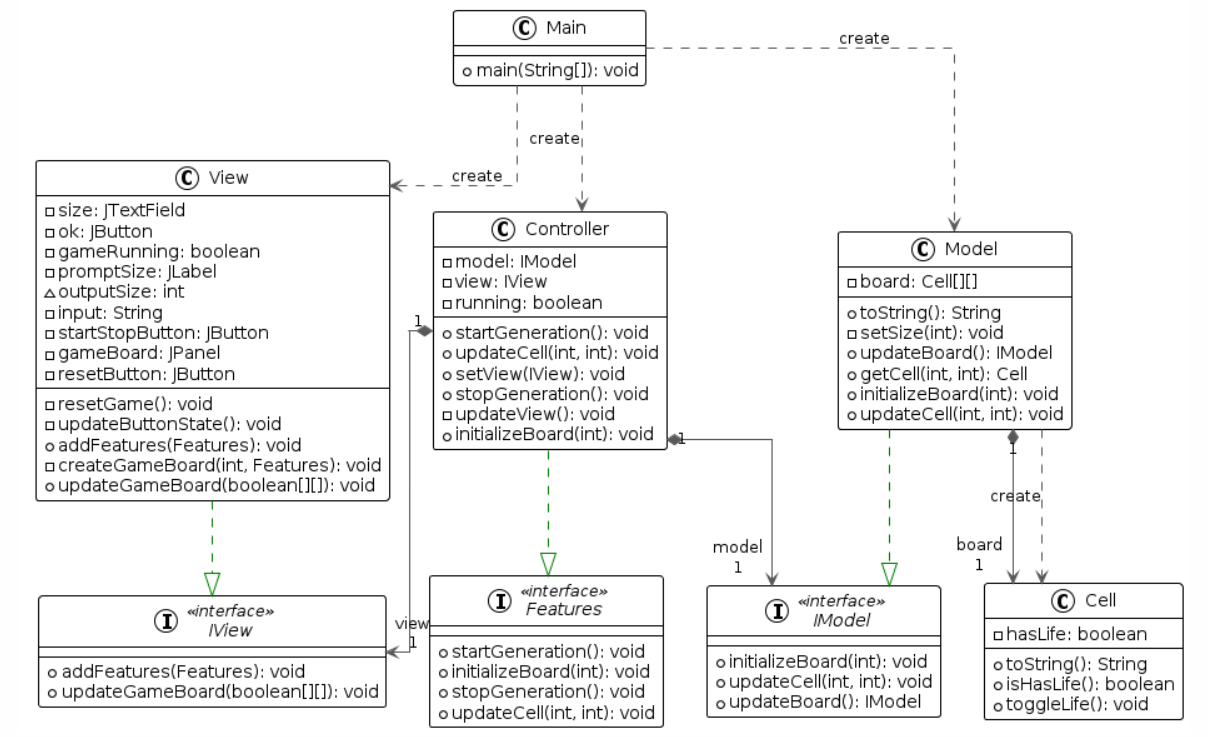 C Main
main(String[]): void
create
create
create
C View
size: JTextField
ok: JButton
gameRunning: boolean
promptSize: JLabel
outputSize: int
input: String
startStopButton: JButton
gameBoard: JPanel
resetButton: JButton
resetGame(): void
updateButtonState(): void
addFeatures(Features): void
createGameBoard(int, Features): void
updateGameBoard(boolean[][]): void
C Controller
model: IModel
view: IView
running: boolean
startGeneration(): void
updateCell(int, int): void
setView(IView): void
stopGeneration(): void
updateView(): void
initializeBoard(int): void
1
1
C Model
board: Cell[][]
toString(): String
setSize(int): void
updateBoard(): IModel
getCell(int, int): Cell
initializeBoard(int): void
updateCell(int, int): void
1
create
model
1
board
1
view
1
I «interface»
IView
addFeatures(Features): void
updateGameBoard(boolean[][]): void
I «interface»
Features
startGeneration(): void
initializeBoard(int): void
stopGeneration(): void
updateCell(int, int): void
I «interface»
IModel
initializeBoard(int): void
updateCell(int, int): void
updateBoard(): IModel
C Cell
hasLife: boolean
toString(): String
isHasLife(): boolean
toggleLife(): void